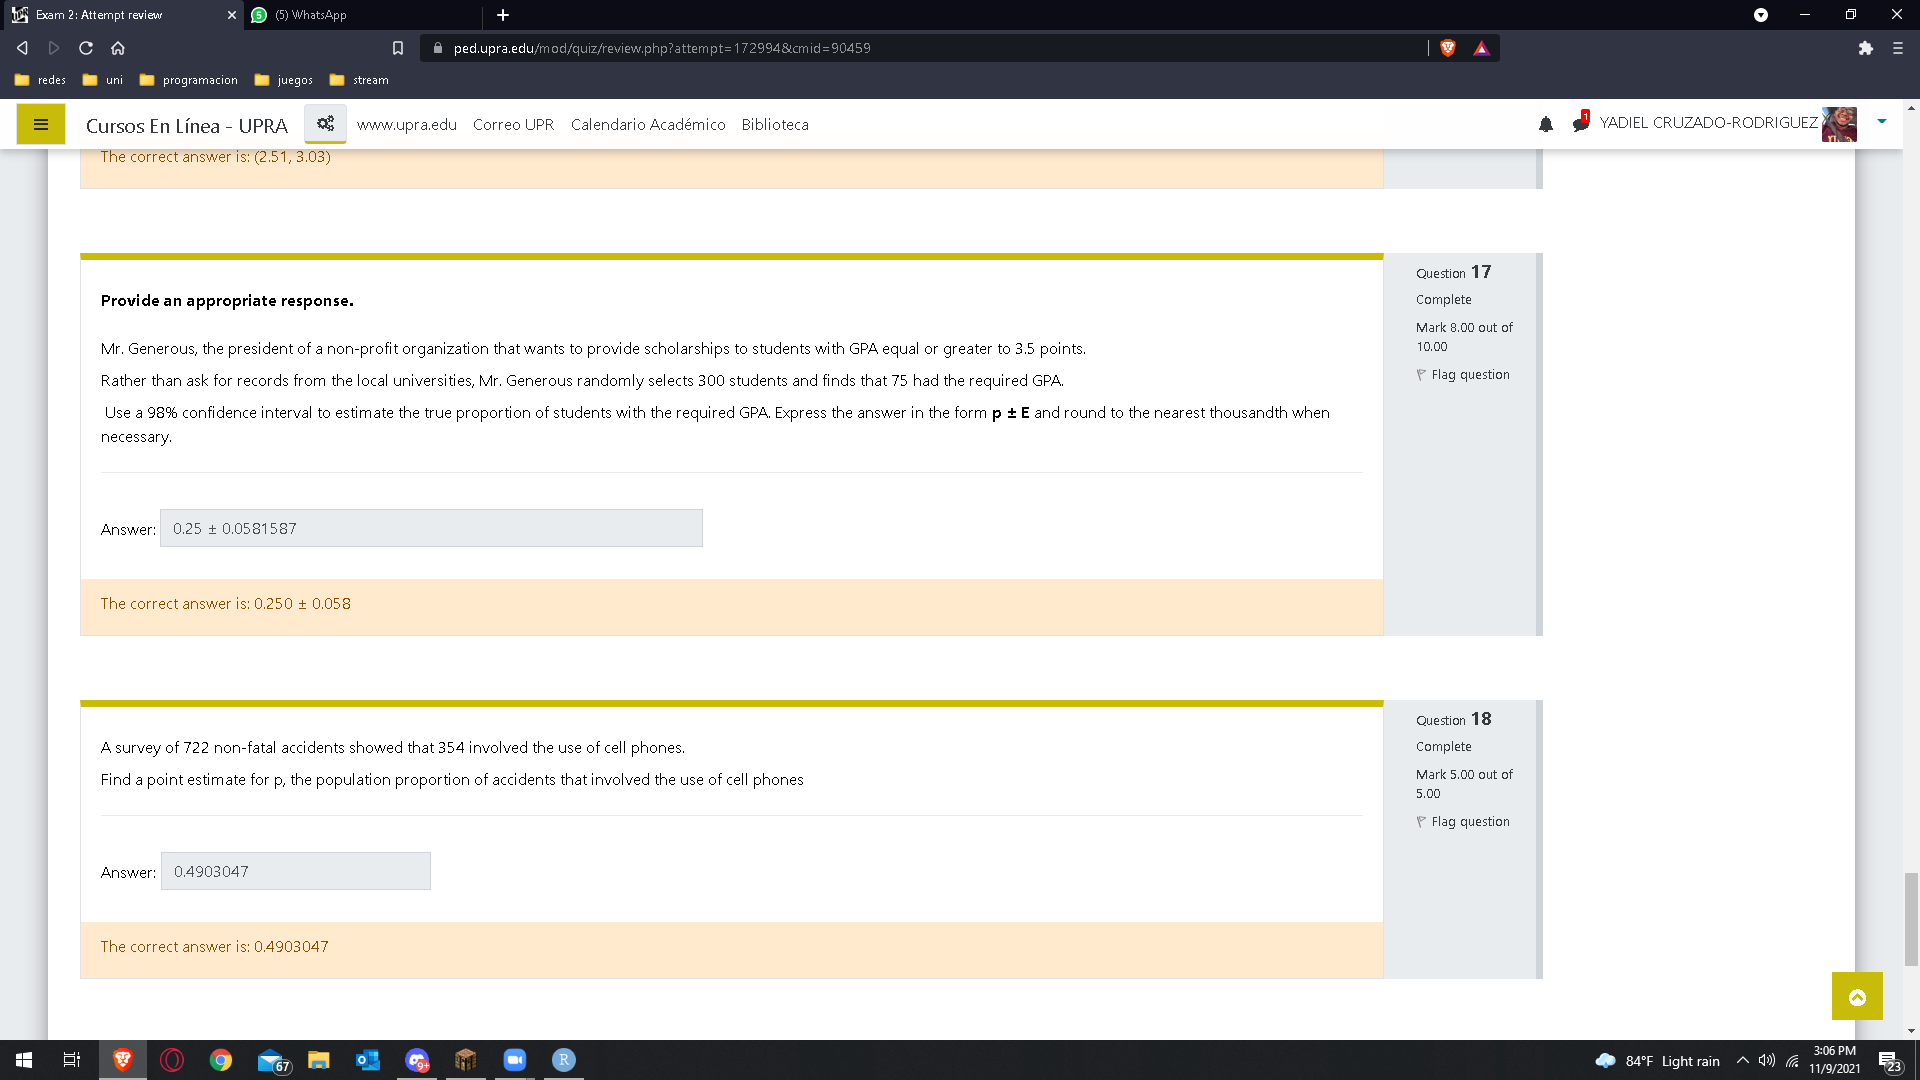 Exam 2: Attempt review
(5) WhatsApp
ped.upra.edu/mod/quiz/review.php?attempt=172994&cmid=90459
redes
uni
programacion
juegos
stream
Cursos En Línea - UPRA
www.upra.edu
Correo UPR
Calendario Académico
Biblioteca
1
YADIEL CRUZADO-RODRIGUEZ
The correct answer is: (2.51, 3.03)
Provide an appropriate response.
Mr. Generous, the president of a non-profit organization that wants to provide scholarships to students with GPA equal or greater to 3.5 points.
Rather than ask for records from the local universities, Mr. Generous randomly selects 300 students and finds that 75 had the required GPA.
Use a 98% confidence interval to estimate the true proportion of students with the required GPA. Express the answer in the form p ± E and round to the nearest thousandth when
necessary.
Answer: 0.25 ± 0.0581587
The correct answer is: 0.250 ± 0.058
Question 17
Complete
Mark 8.00 out of
10.00
Flag question
A survey of 722 non-fatal accidents showed that 354 involved the use of cell phones.
Find a point estimate for p, the population proportion of accidents that involved the use of cell phones
Answer: 0.4903047
The correct answer is: 0.4903047
Question 18
Complete
Mark 5.00 out of
5.00
Flag question
67
9+
R
84°F Light rain
3:06 PM
11/9/2021
23